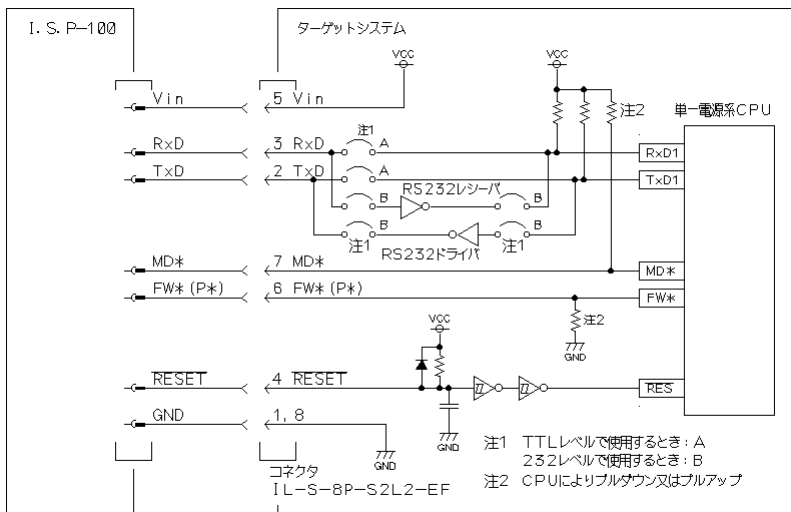 I.S.P-100
ターゲットシステム
VCC
VCC
Vin
5 Vin
注2
単一電源系CPU
注1
RxD
3 RxD
A
RxD1
TxD
2 TxD
A
TxD1
B
RS232レシーバ
B
B
注1
RS232ドライバ
注1
B
MD*
7 MD*
MD*
FW*(P*)
6 FW*(P*)
FW*
注2
GND
VCC
RESET
4 RESET
RES
GND
1,8
GND
GND
コネクタ
IL-S-8P-S2L2-EF
注1 TTLレベルで使用するとき:A
232レベルで使用するとき:B
注2 CPUによりプルダウン又はプルアップ